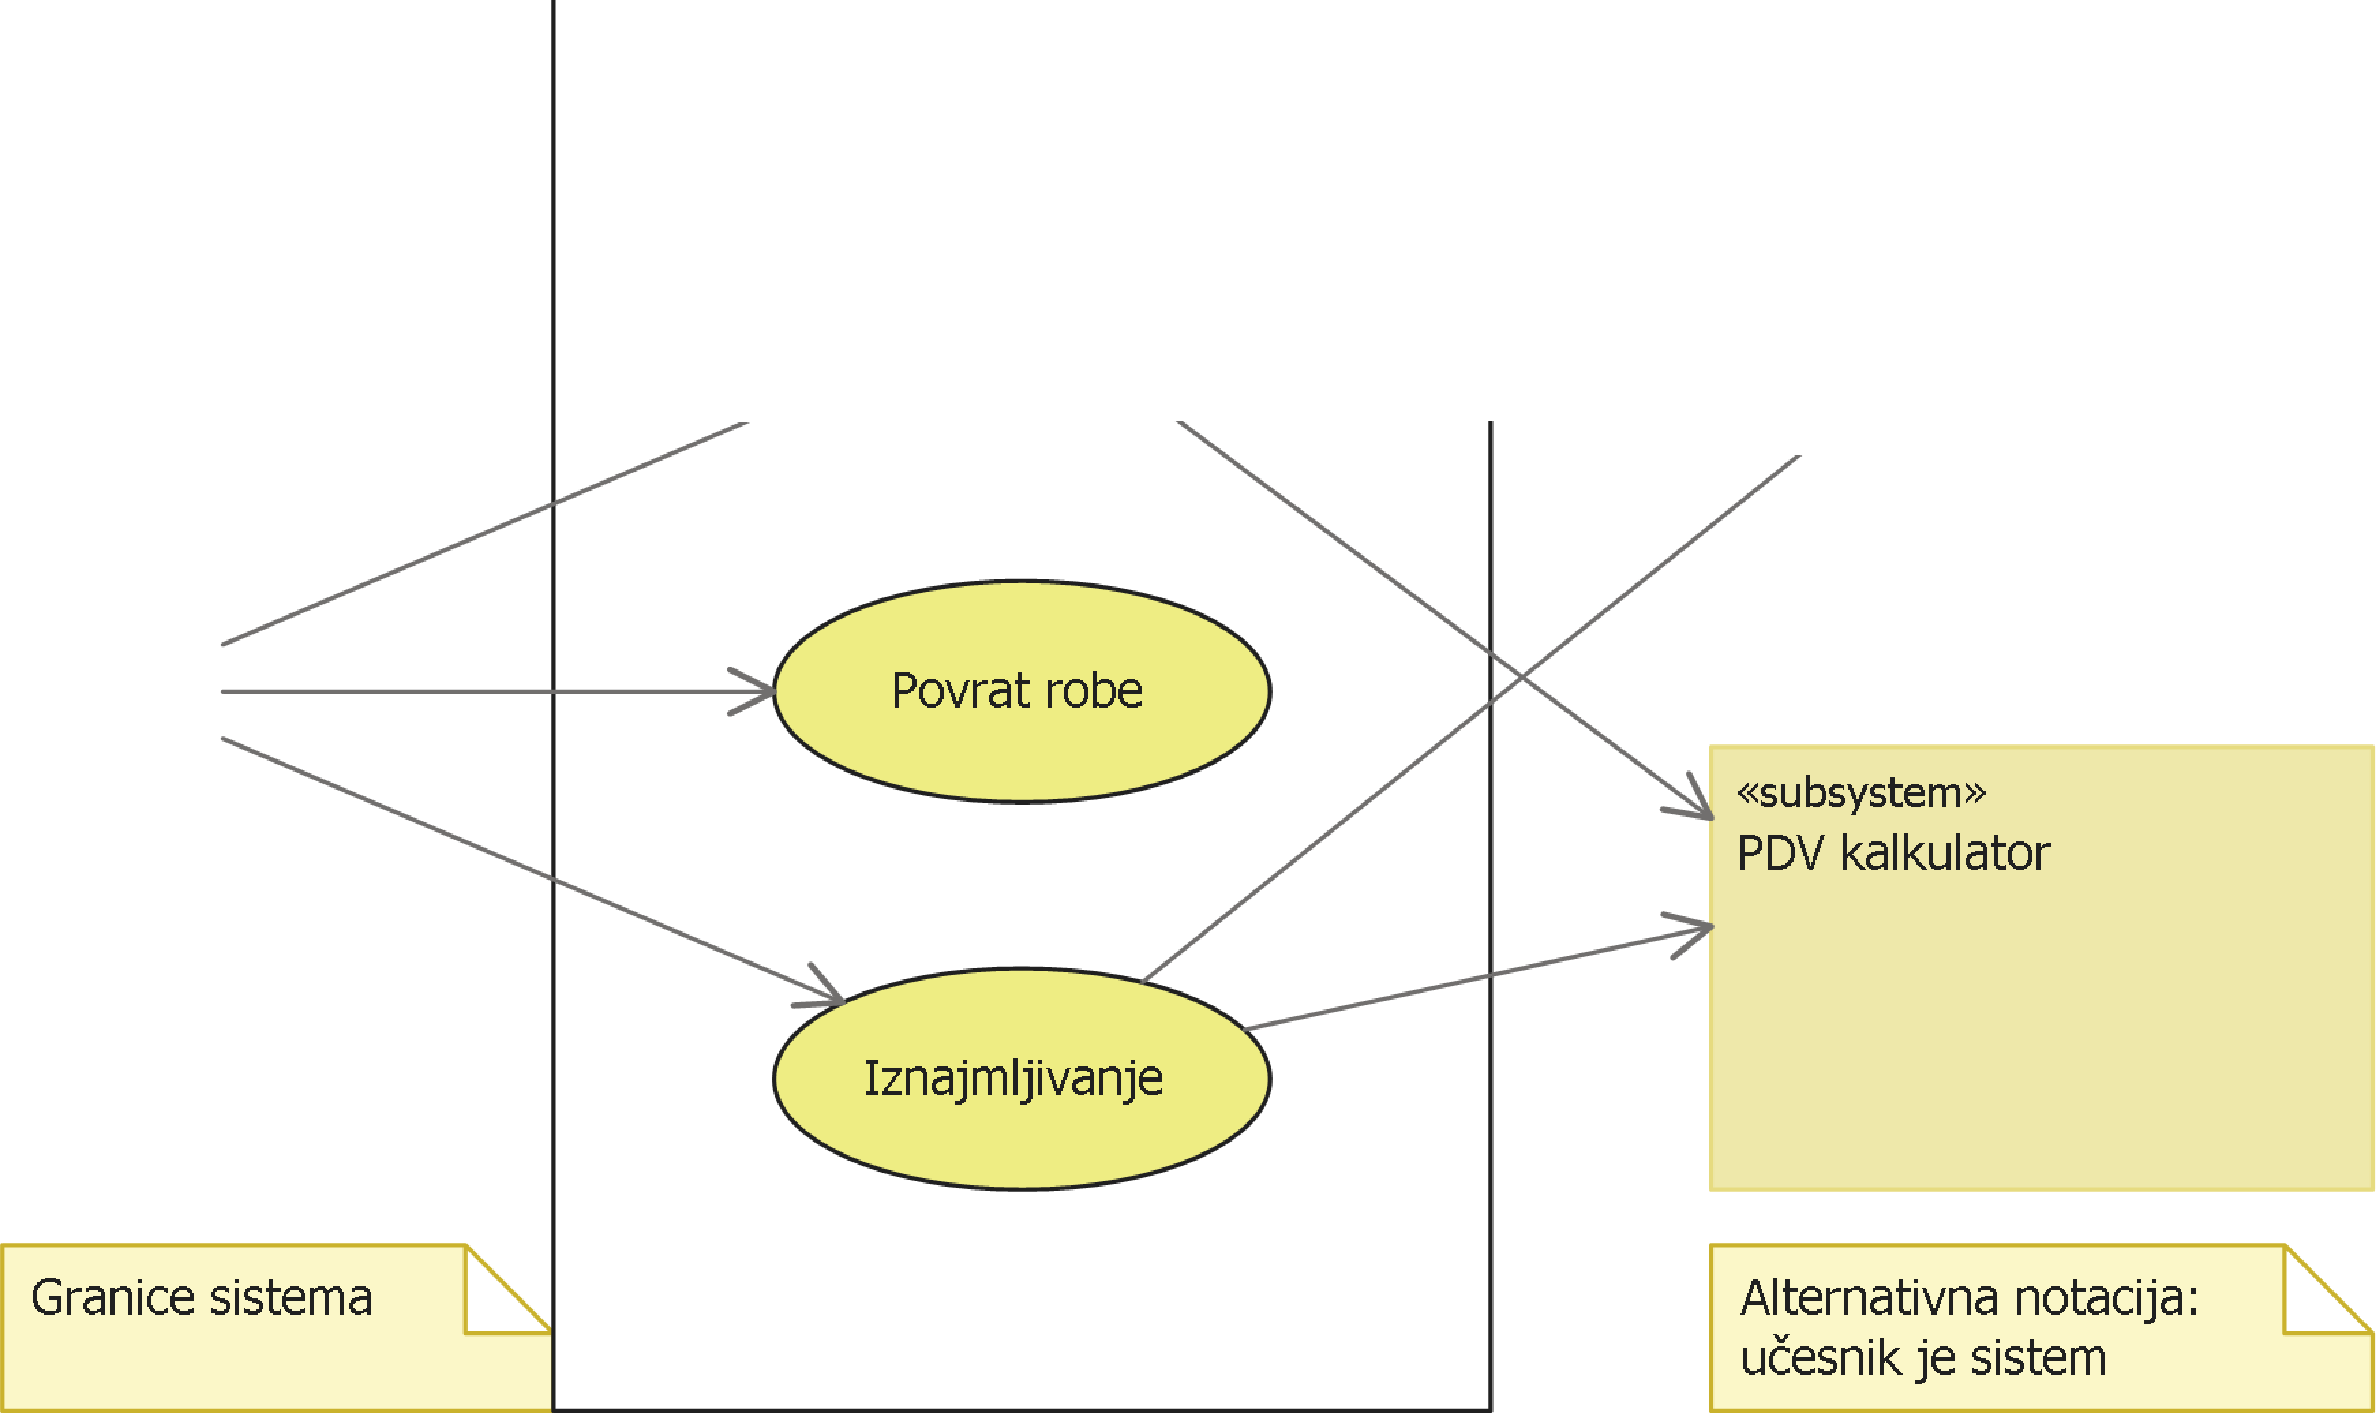 Povrat robe
«subsystem»
PDV kalkulator
Iznajmljivanje
Granice sistema
Alternativna notacija:
učesnik je sistem